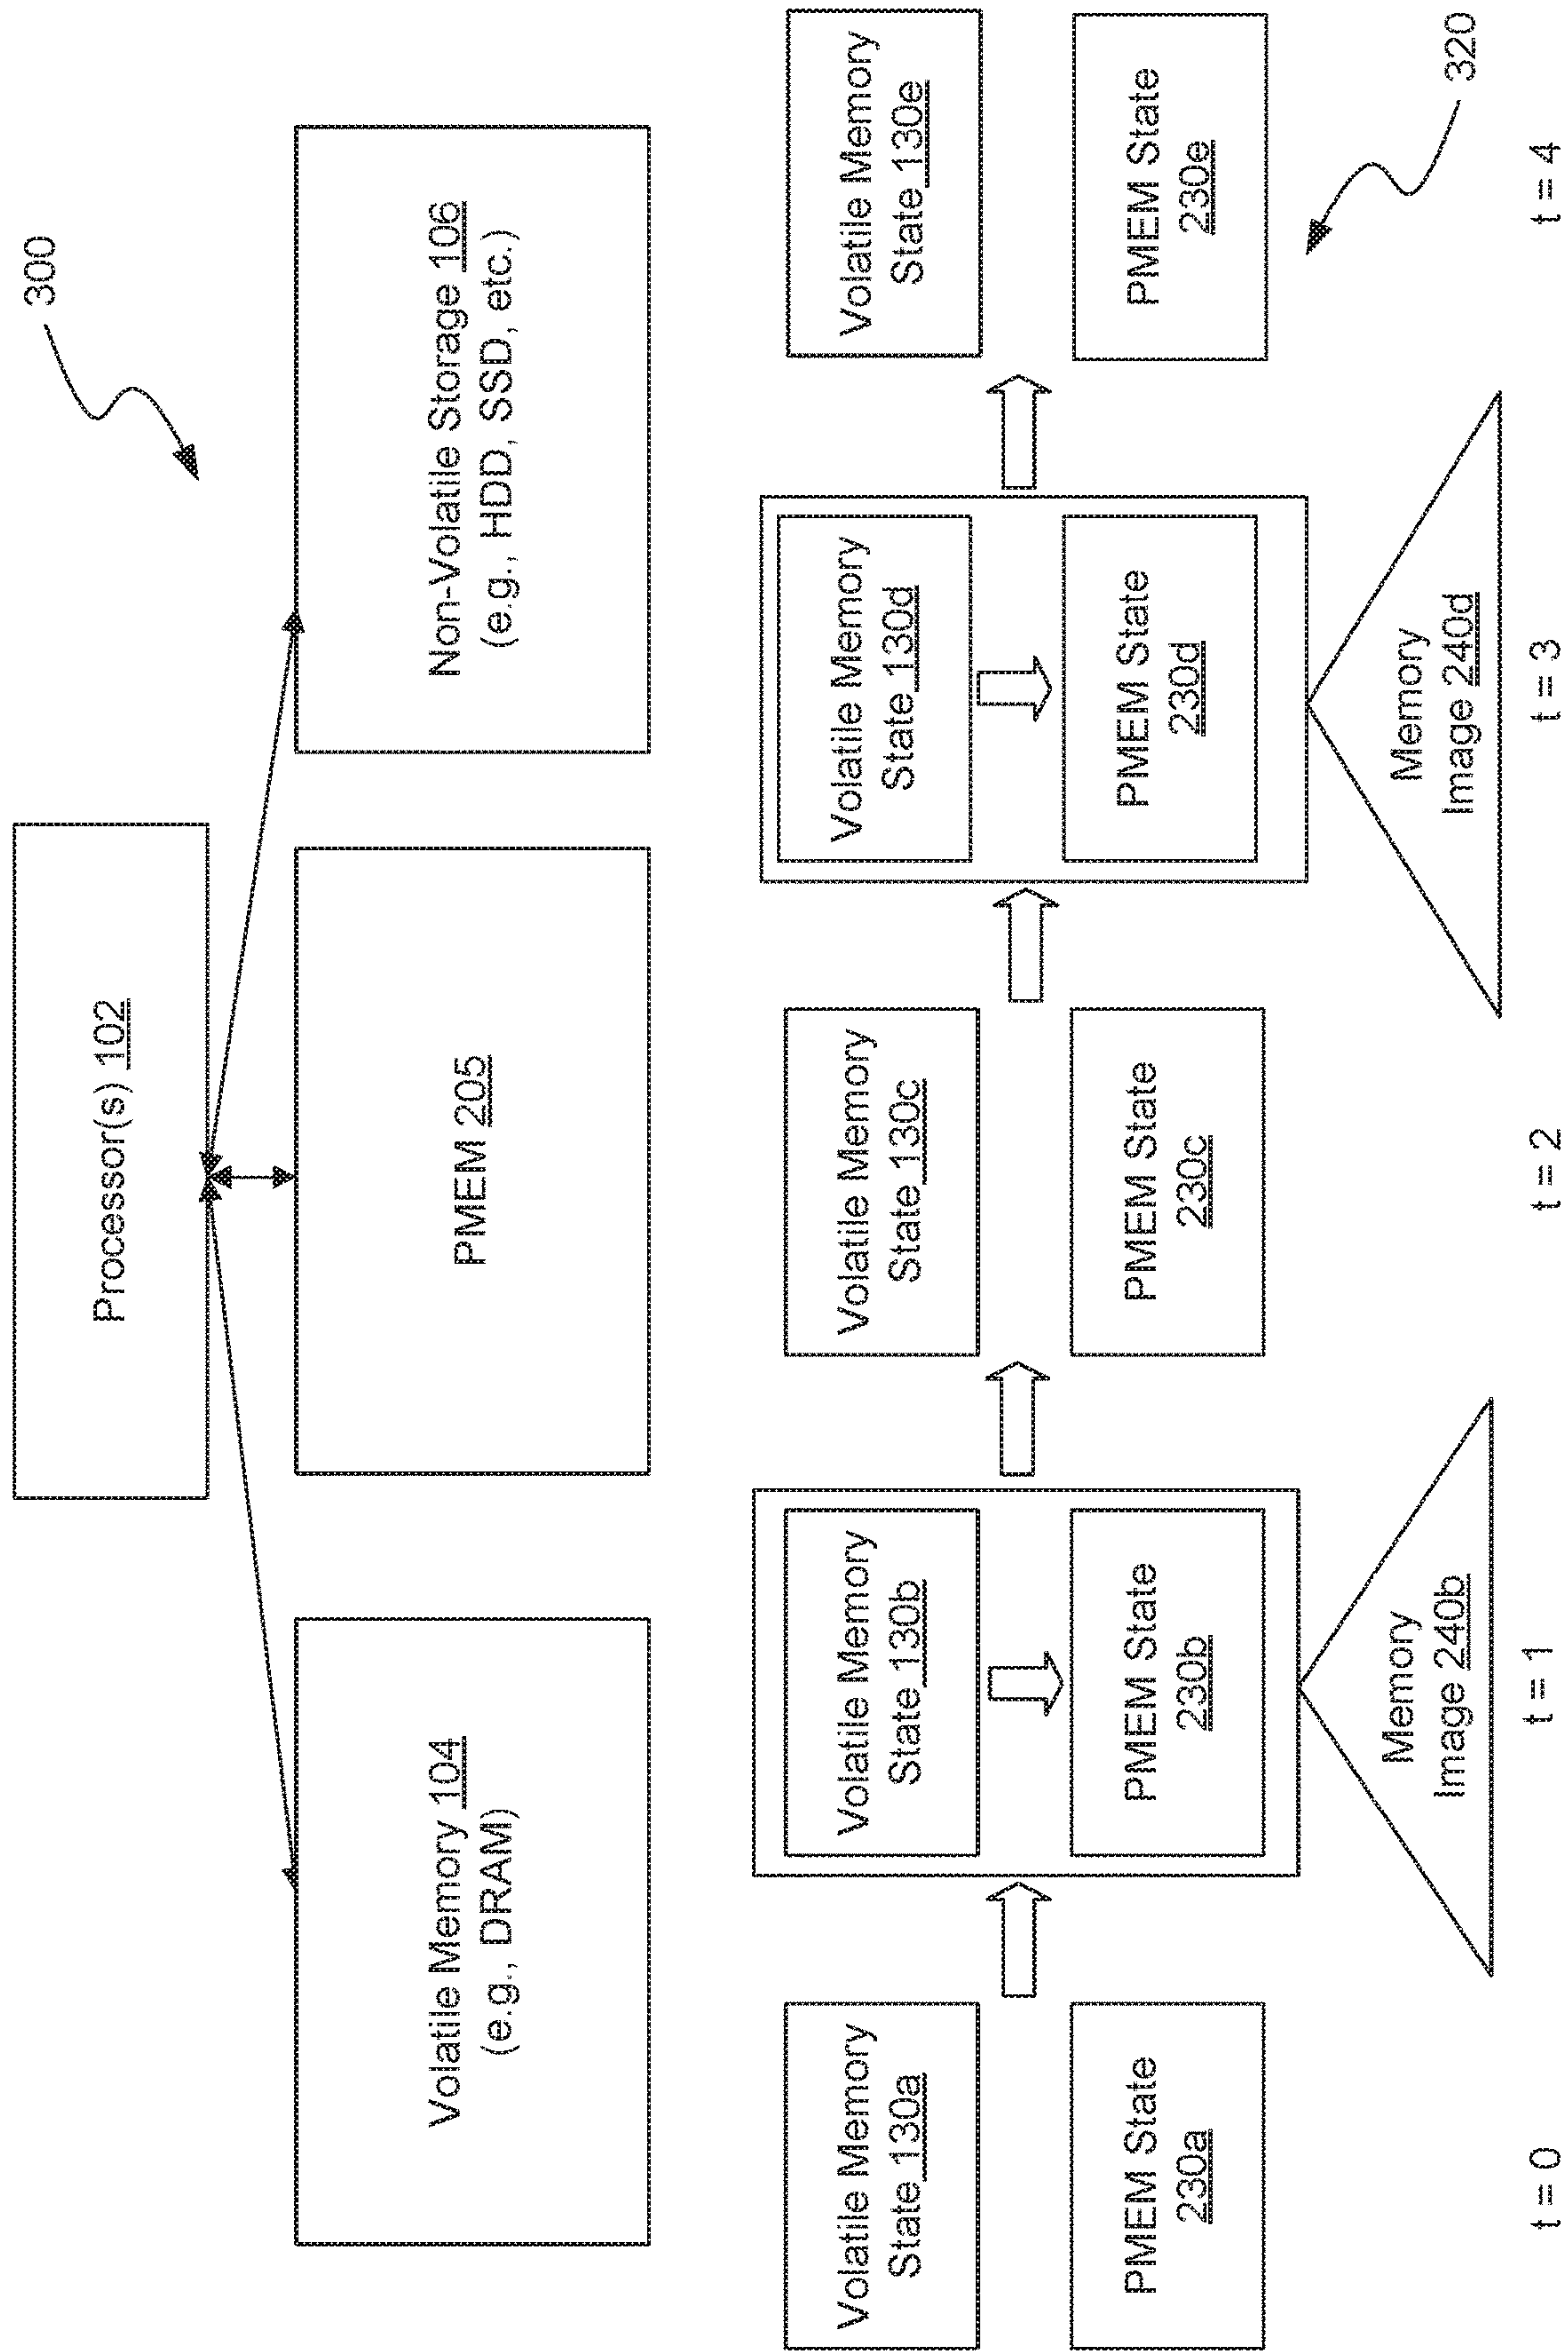 300
Processor(s) 102
Volatile Memory 104
(e.g., DRAM)
PMEM 205
Non-Volatile Storage 106
(e.g., HDD, SSD, etc.)
Volatile Memory
State 130a
PMEM State
230a
t = 0
Volatile Memory
State 130b
PMEM State
230b
Memory
Image 240b
t = 1
Volatile Memory
State 130c
PMEM State
230c
t = 2
Volatile Memory
State 130d
PMEM State
230d
Memory
Image 240d
t = 3
Volatile Memory
State 130e
PMEM State
230e
320
t = 4